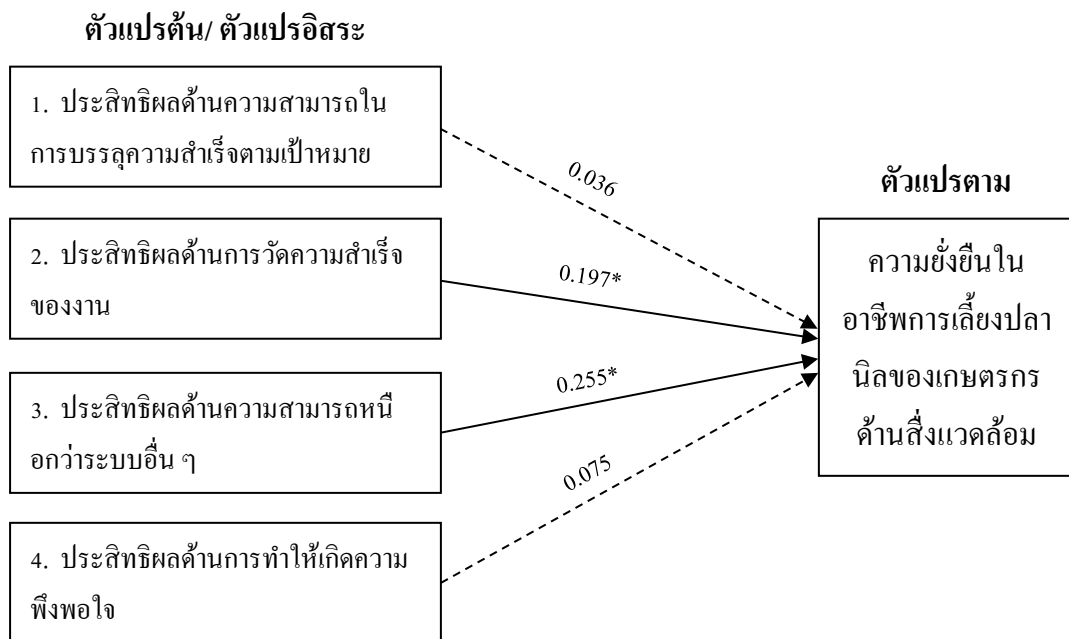 ตัวแปรต้น/ ตัวแปรอิสระ
1. ประสิทธิผลด้านความสามารถใน
การบรรลุความสำเร็จตามเป้าหมาย
2. ประสิทธิผลด้านการวัดความสำเร็จ
ของงาน
3. ประสิทธิผลด้านความสามารถหนื
อกว่าระบบอื่น ๆ
4. ประสิทธิผลด้านการทำให้เกิดความ
พึงพอใจ
0.036
0.197*
0.255*
0.075
ตัวแปรตาม
ความยั่งยืนใน
อาชีพการเลี้ยงปลา
นิลของเกษตรกร
ด้านสิ่งแวดล้อม